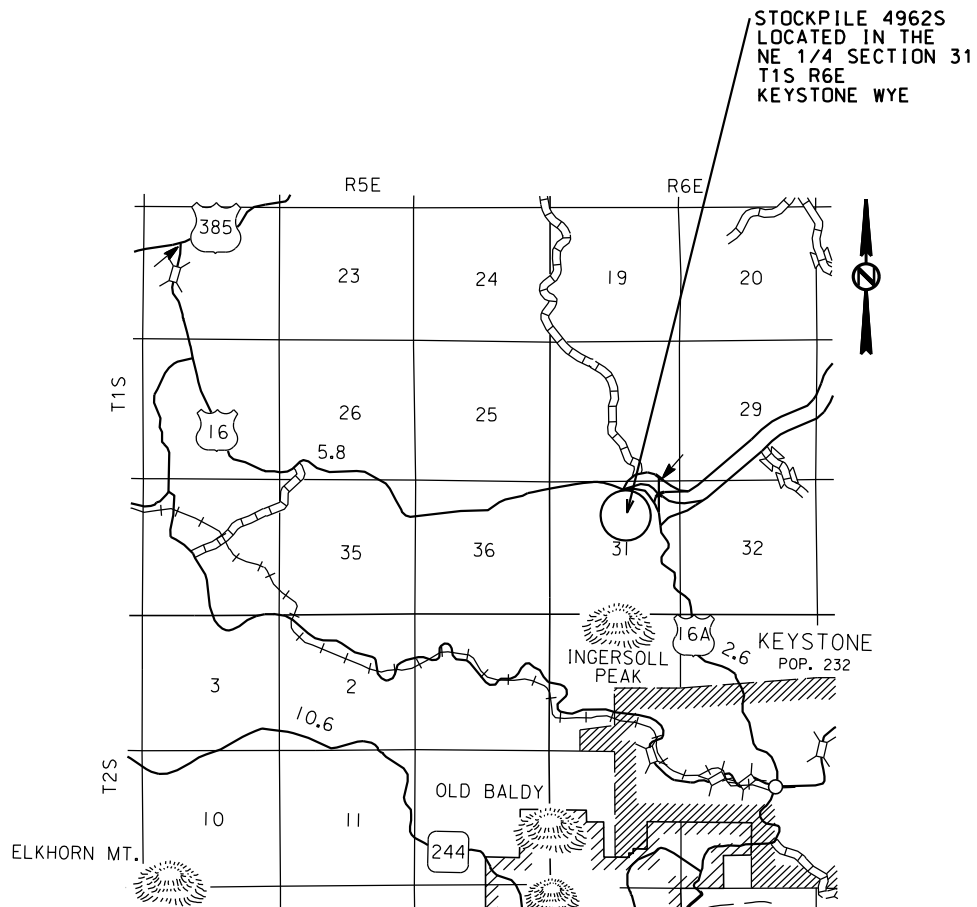 STOCKPILE 4962S
LOCATED IN THE
NE 1/4 SECTION 31
T1S R6E
KEYSTONE WYE
R5E
R6E
385
23
24
19
20
N
T1S
16
26
25
29
5.8
35
36
31
32
16A
2.6
KEYSTONE
POP. 232
INGERSOLL
PEAK
3
2
10.6
T2S
OLD BALDY
10
11
244
ELKHORN MT.